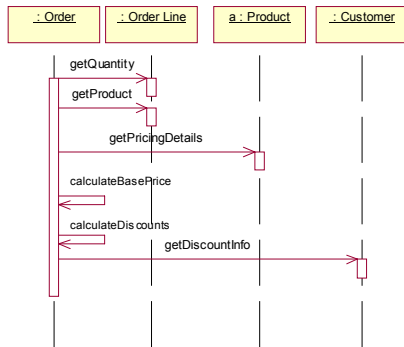 : Order
: Order Line
a : Product
: Customer
getQuantity
getProduct
getPricingDetails
calculateBasePrice
calculateDiscounts
getDiscountInfo